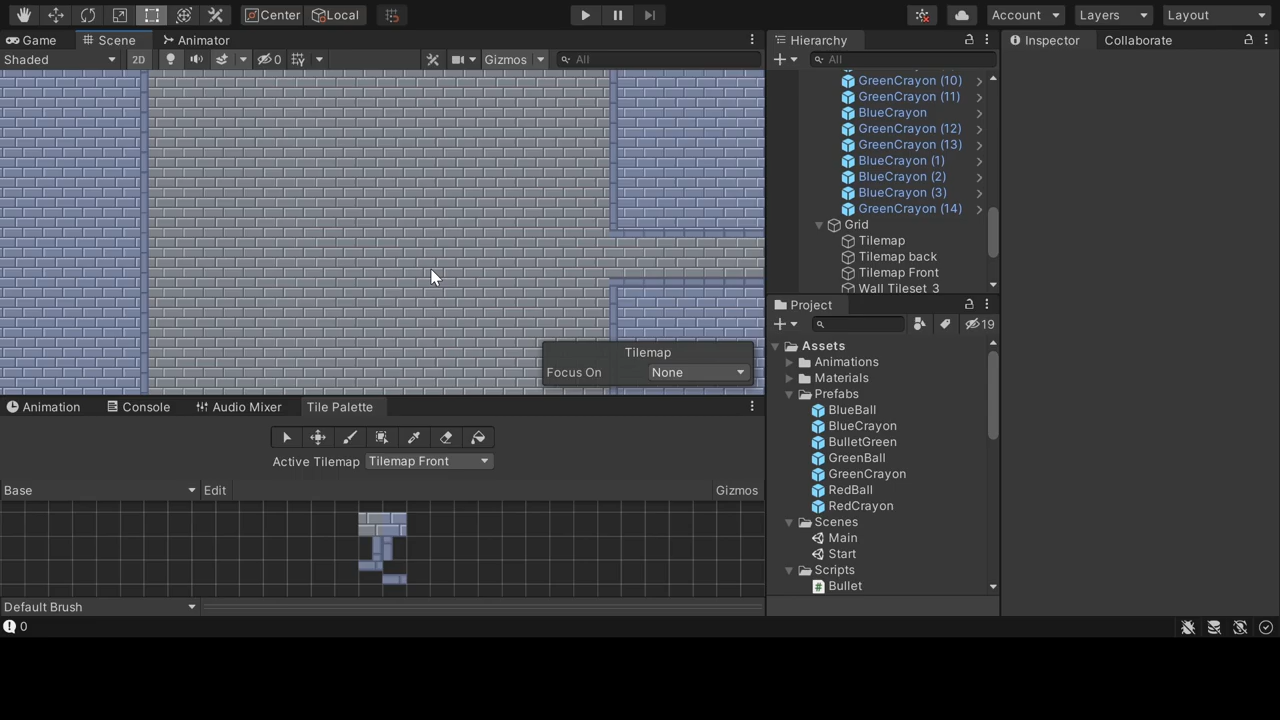 Center Local Account Layers Layout
Game Scene Animator
Shaded 2D 0 Gizmos All
Tilemap
Focus On None
Animation Console Audio Mixer Tile Palette
Active Tilemap Tilemap Front
Base Edit Gizmos
Default Brush
0
Hierarchy
All
GreenCrayon (10)
GreenCrayon (11)
BlueCrayon
GreenCrayon (12)
GreenCrayon (13)
BlueCrayon (1)
BlueCrayon (2)
BlueCrayon (3)
GreenCrayon (14)
Grid
Tilemap
Tilemap back
Tilemap Front
Wall Tileset 3
Project
19
Assets
Animations
Materials
Prefabs
BlueBall
BlueCrayon
BulletGreen
GreenBall
GreenCrayon
RedBall
RedCrayon
Scenes
Main
Start
Scripts
Bullet
Inspector Collaborate